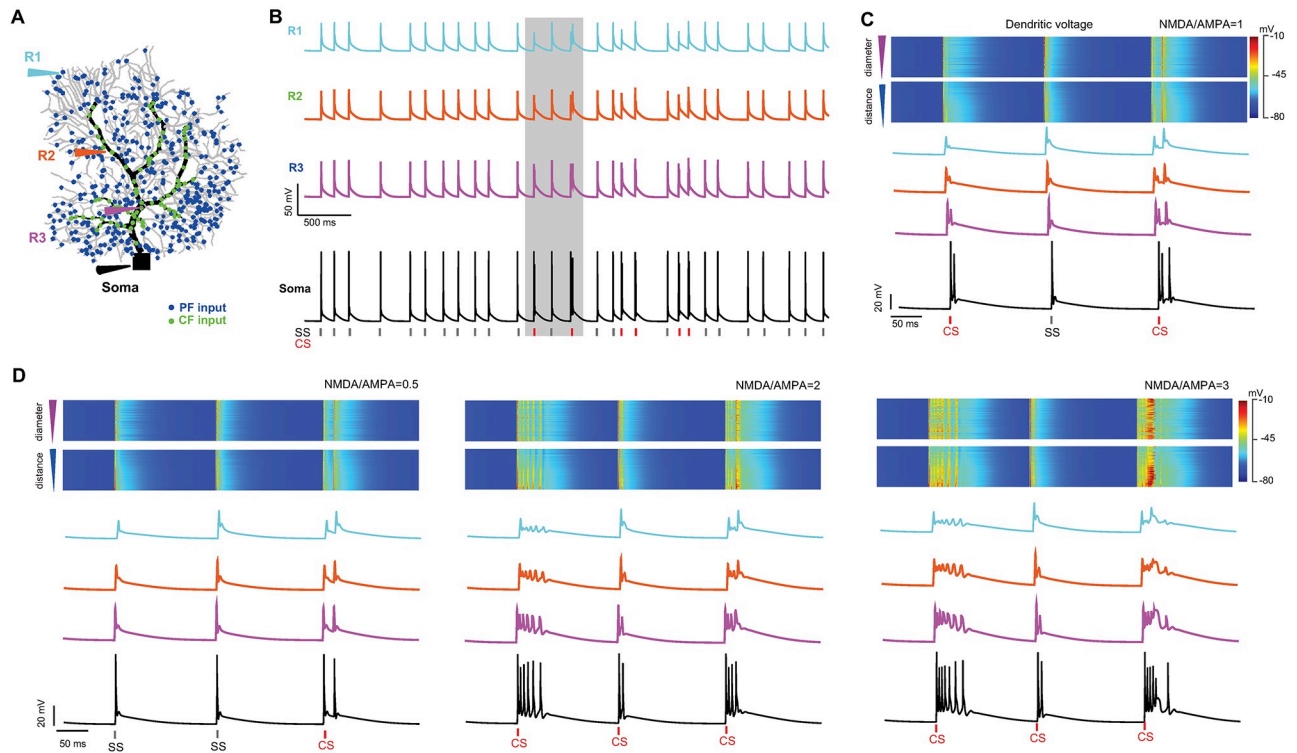 A
R1
R2
R3
Soma
PF input
CF input
B
R1
R2
R3
50 mV
500 ms
Soma
SS
CS
C
Dendritic voltage
NMDA/AMPA=1
mV
diameter
distance
-10
-45
-80
20 mV
50 ms
CS
SS
CS
D
NMDA/AMPA=0.5
diameter
distance
20 mV
50 ms
SS
SS
CS
NMDA/AMPA=2
CS
CS
CS
NMDA/AMPA=3
mV
-10
-45
-80
CS
CS
CS